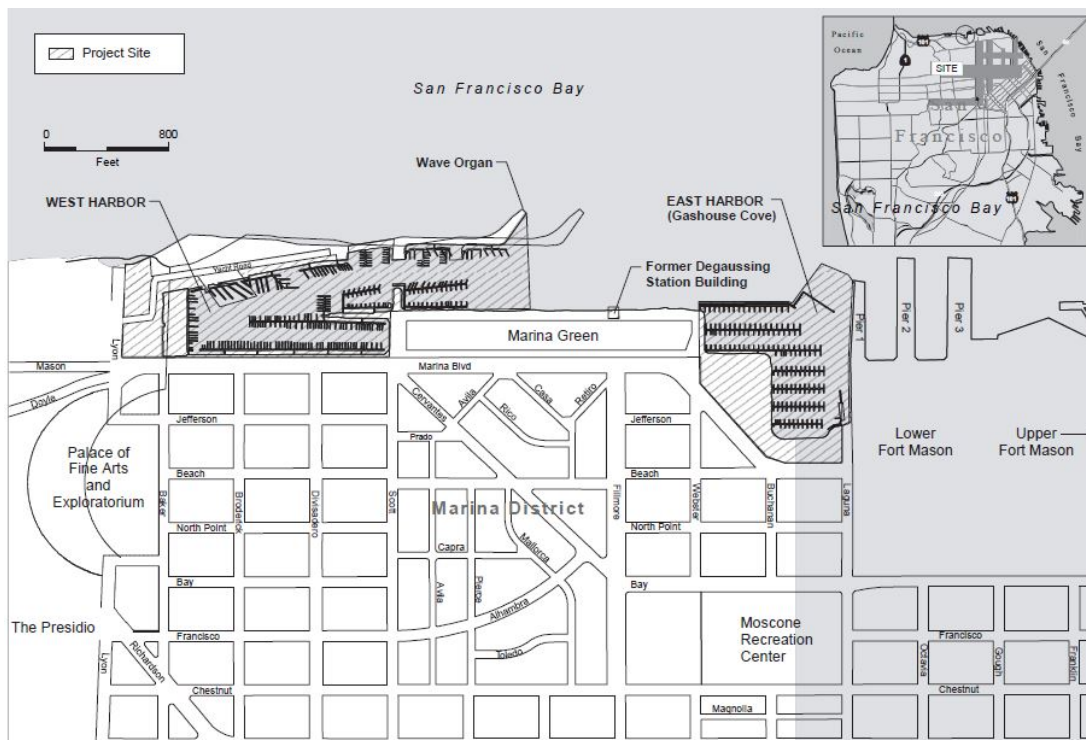 Project Site
0
800
Feet
San Francisco Bay
Pacific
Ocean
SITE
San
Francisco
San
Francisco
Bay
San Francisco Bay
Wave Organ
WEST HARBOR
EAST HARBOR
(Gashouse Cove)
Former Degaussing
Station Building
Yacht Road
Marina Green
Pier 1
Pier 2
Pier 3
Lyon
Mason
Doyle
Marina Blvd
Cervantes
Avila
Rico
Casa
Retiro
Jefferson
Jefferson
Prado
Palace of
Fine Arts
and
Exploratorium
Beach
Beach
Lower
Fort Mason
Upper
Fort Mason
Baker
Broderick
Divisadero
Scott
Marina District
Fillmore
Webster
Buchanan
Laguna
North Point
North Point
Capra
Mallorca
Bay
Bay
Avila
Pierce
Alhambra
The Presidio
Francisco
Moscone
Recreation
Center
Francisco
Lyon
Richardson
Toledo
Octavia
Gough
Franklin
Chestnut
Chestnut
Magnolia